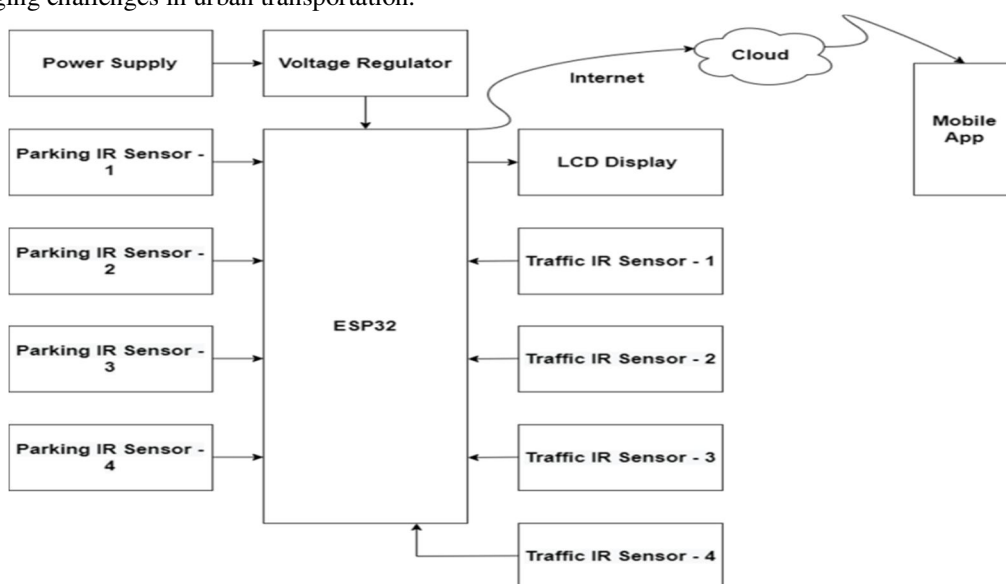 ging challenges in urban transportation.
Power Supply
Voltage Regulator
Internet
Cloud
Mobile
App
Parking IR Sensor -
1
LCD Display
Parking IR Sensor -
2
Traffic IR Sensor - 1
ESP32
Parking IR Sensor -
3
Traffic IR Sensor - 2
Parking IR Sensor -
4
Traffic IR Sensor - 3
Traffic IR Sensor - 4